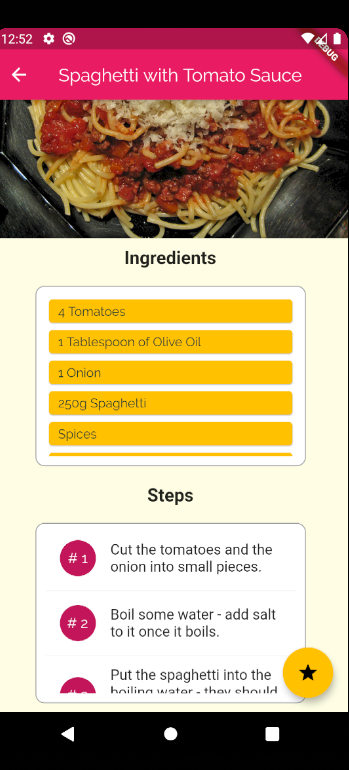 12:52
DEBUG
Spaghetti with Tomato Sauce
Ingredients
4 Tomatoes
1 Tablespoon of Olive Oil
1 Onion
250g Spaghetti
Spices
Steps
# 1
Cut the tomatoes and the
onion into small pieces.
# 2
Boil some water - add salt
to it once it boils.
Put the spaghetti into the
boiling water - they should